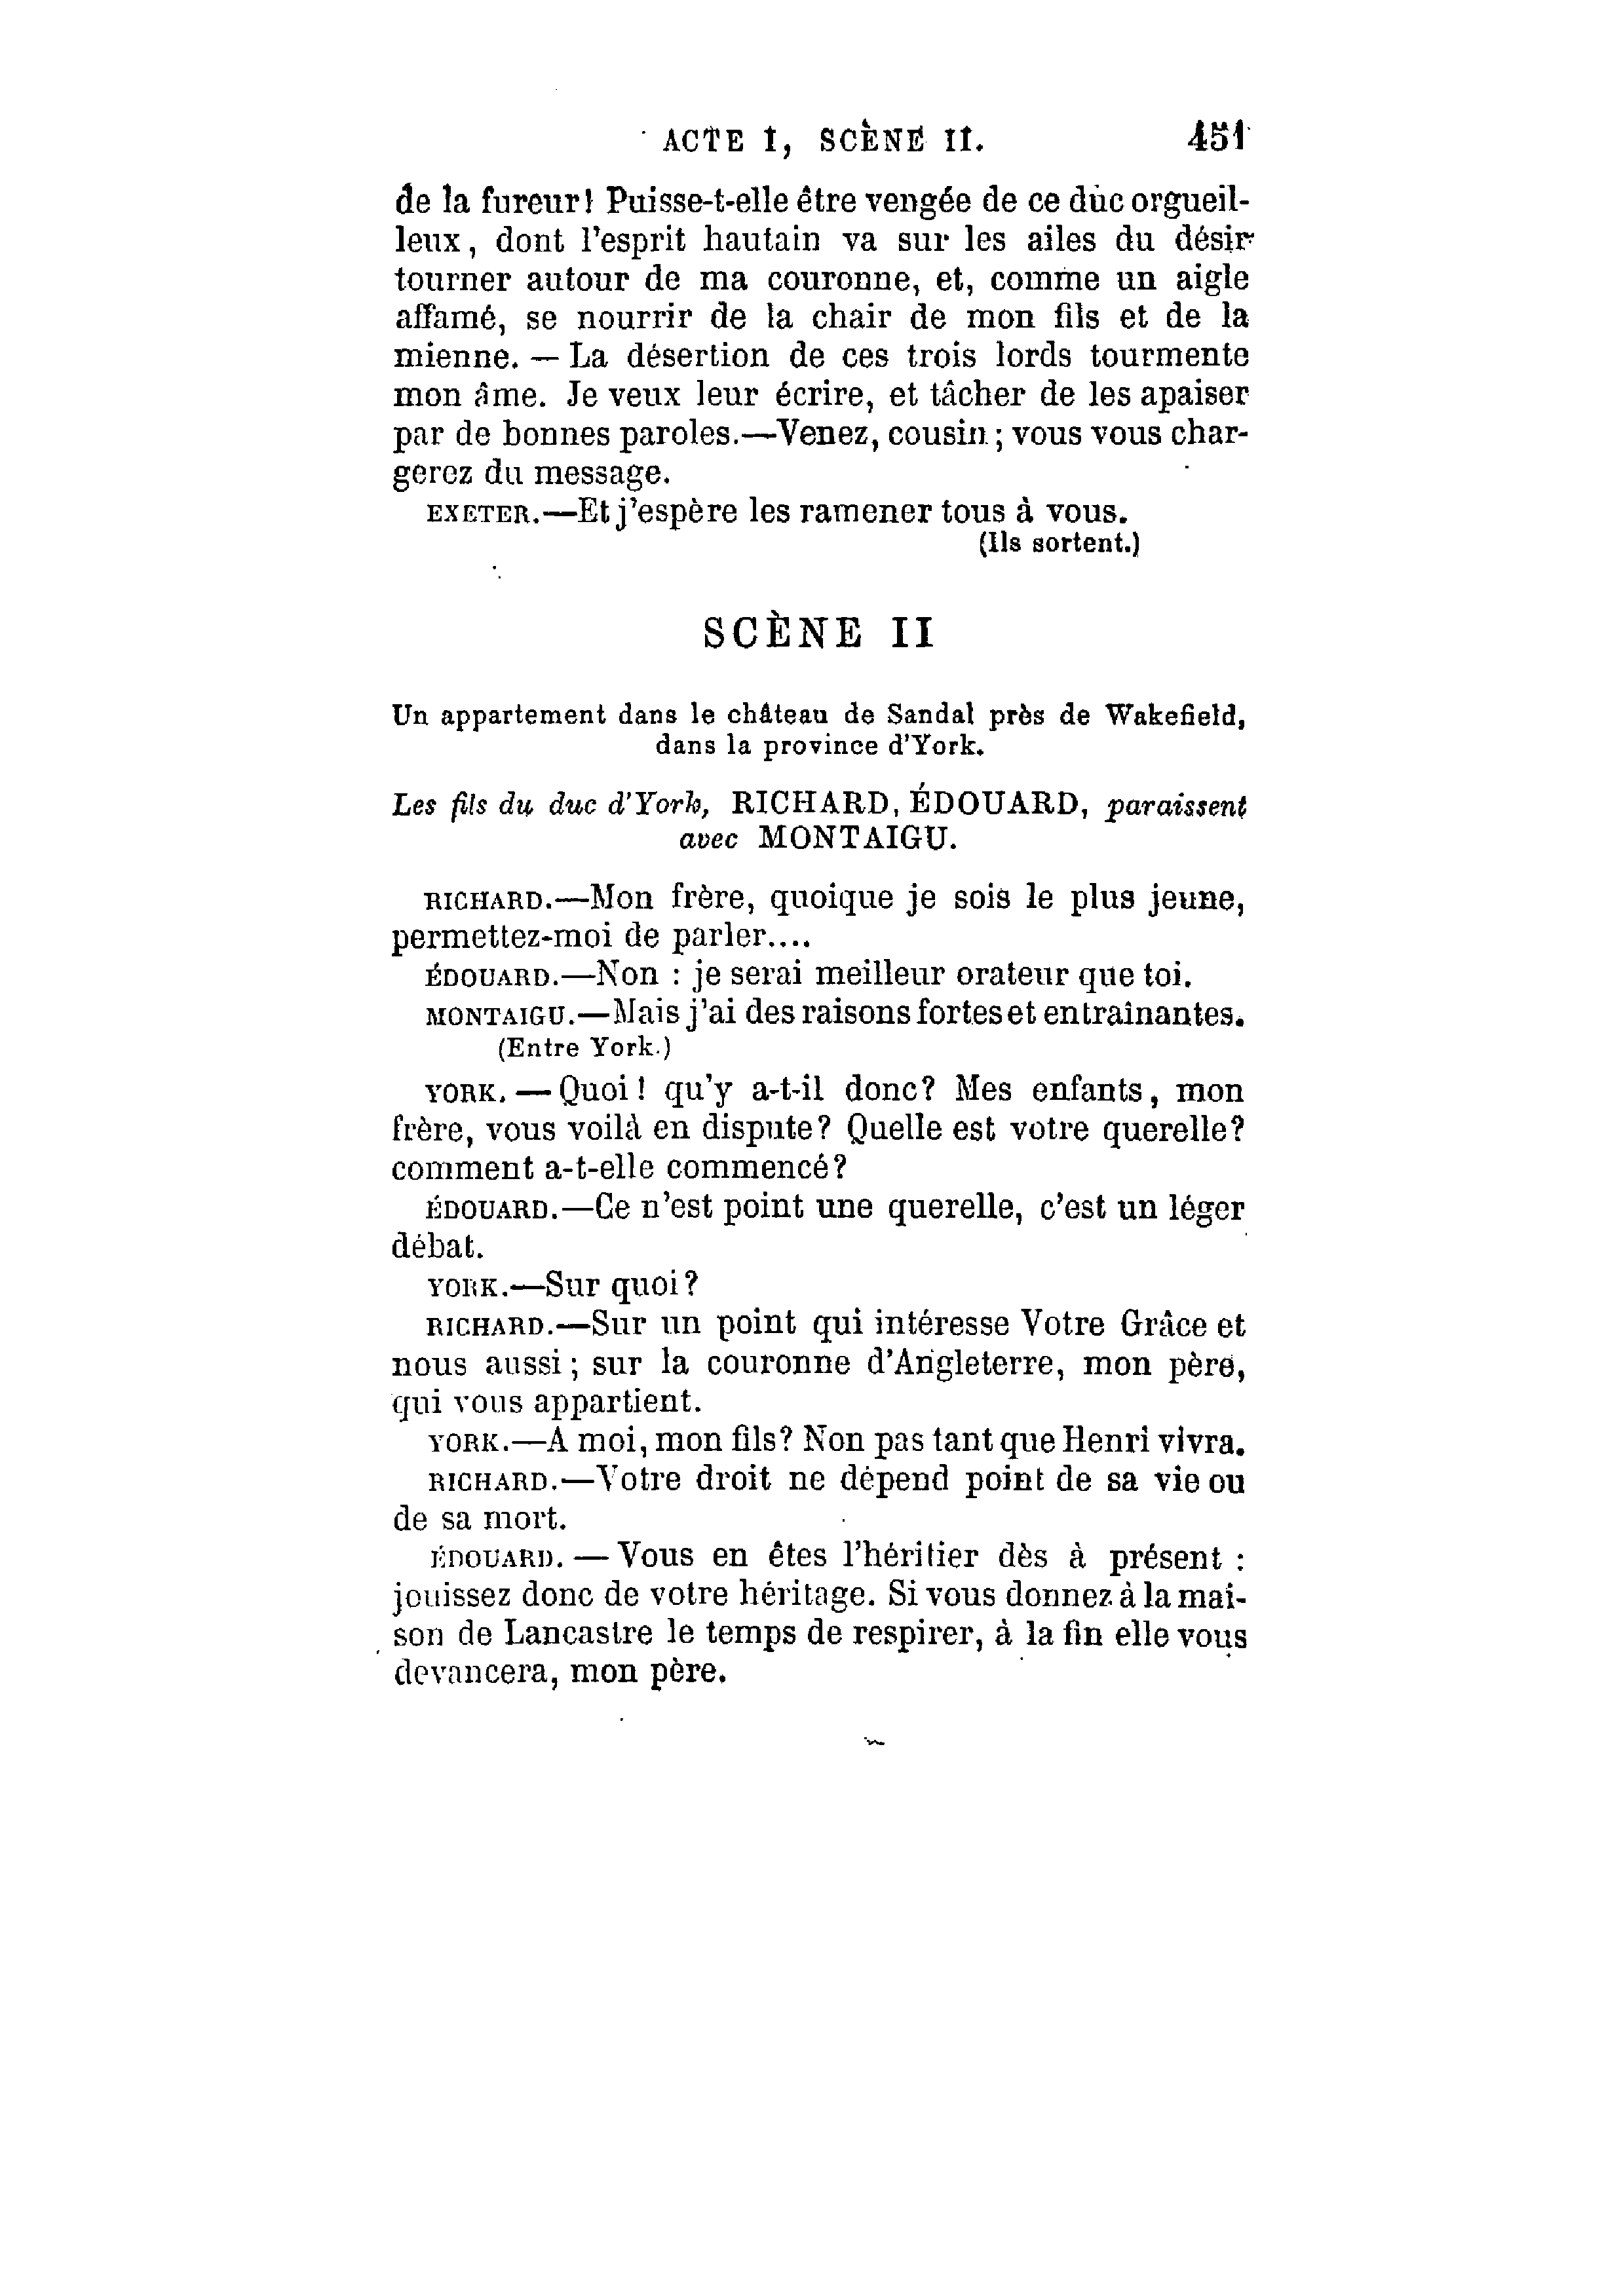 ACTE I, SCÈNE II. 451
de la fureur! Puisse-t-elle être vengée de ce duc orgueil-
leux, dont l'esprit hautain va sur les ailes du désir
tourner autour de ma couronne, et, comme un aigle
affamé, se nourrir de la chair de mon fils et de la
mienne. — La désertion de ces trois lords tourmente
mon âme. Je veux leur écrire, et tâcher de les apaiser
par de bonnes paroles.—Venez, cousin; vous vous char-
gerez du message.
EXETER.—Et j'espère les ramener tous à vous.
(Ils sortent.)
SCÈNE II
Un appartement dans le château de Sandal près de Wakefield,
dans la province d'York.
Les fils du duc d'York, RICHARD, ÉDOUARD, paraissent
avec MONTAIGU.
RICHARD.—Mon frère, quoique je sois le plus jeune,
permettez-moi de parler....
ÉDOUARD.—Non : je serai meilleur orateur que toi.
MONTAIGU.—Mais j'ai des raisons fortes et entraînantes.
(Entre York.)
YORK. — Quoi! qu'y a-t-il donc? Mes enfants, mon
frère, vous voilà en dispute? Quelle est votre querelle?
comment a-t-elle commencé?
ÉDOUARD.—Ce n'est point une querelle, c'est un léger
débat.
YORK.—Sur quoi?
RICHARD.—Sur un point qui intéresse Votre Grâce et
nous aussi; sur la couronne d'Angleterre, mon père,
qui vous appartient.
YORK.—A moi, mon fils? Non pas tant que Henri vivra.
RICHARD.—Votre droit ne dépend point de sa vie ou
de sa mort.
ÉDOUARD. — Vous en êtes l'héritier dès à présent :
jouissez donc de votre héritage. Si vous donnez à la mai-
son de Lancastre le temps de respirer, à la fin elle vous
devancera, mon père.